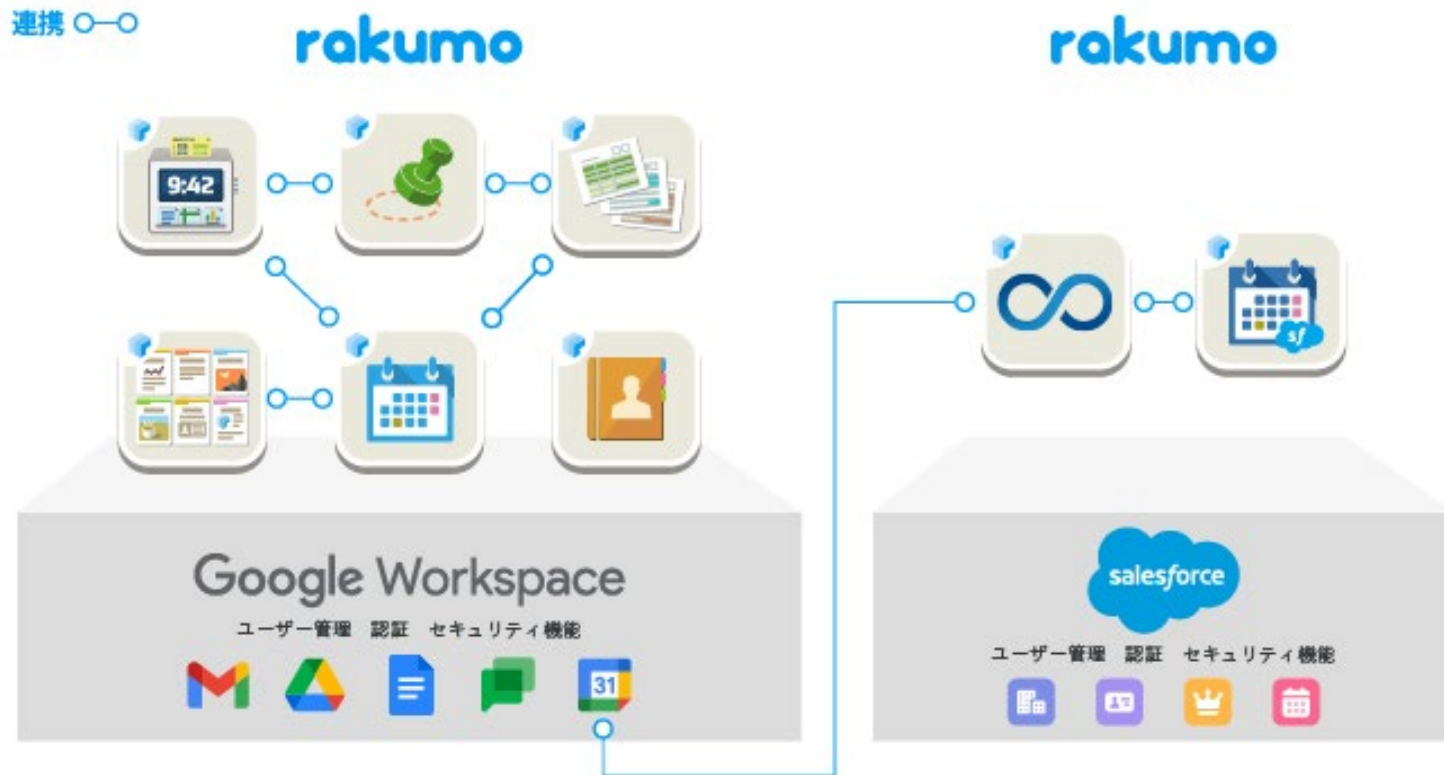 連携
rakumo
rakumo
9:42
sf
Google Workspace
ユーザー管理 認証 セキュリティ機能
31
salesforce
ユーザー管理 認証 セキュリティ機能